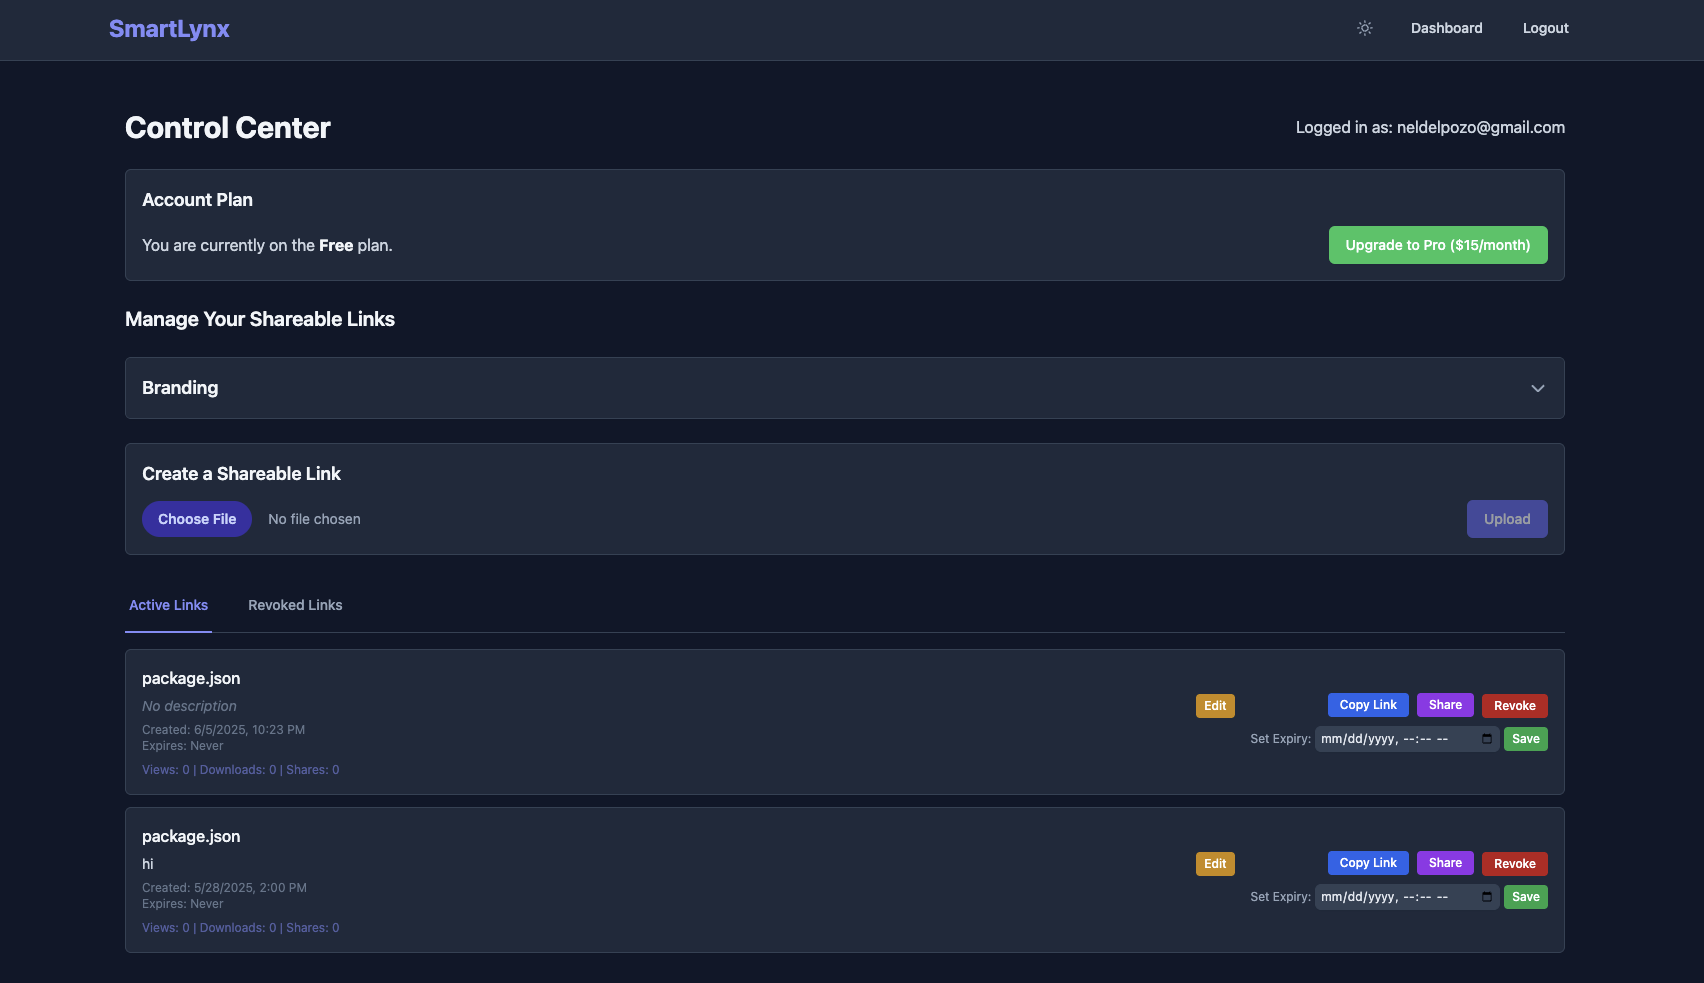 SmartLynx
Dashboard
Logout
Control Center
Logged in as: neldelpozo@gmail.com
Account Plan
You are currently on the Free plan.
Upgrade to Pro ($15/month)
Manage Your Shareable Links
Branding
Create a Shareable Link
Choose File
No file chosen
Upload
Active Links
Revoked Links
package.json
No description
Created: 6/5/2025, 10:23 PM
Expires: Never
Views: 0 | Downloads: 0 | Shares: 0
Edit
Copy Link
Share
Revoke
Set Expiry: mm/dd/yyyy, --:-- --
Save
package.json
hi
Created: 5/28/2025, 2:00 PM
Expires: Never
Views: 0 | Downloads: 0 | Shares: 0
Edit
Copy Link
Share
Revoke
Set Expiry: mm/dd/yyyy, --:-- --
Save